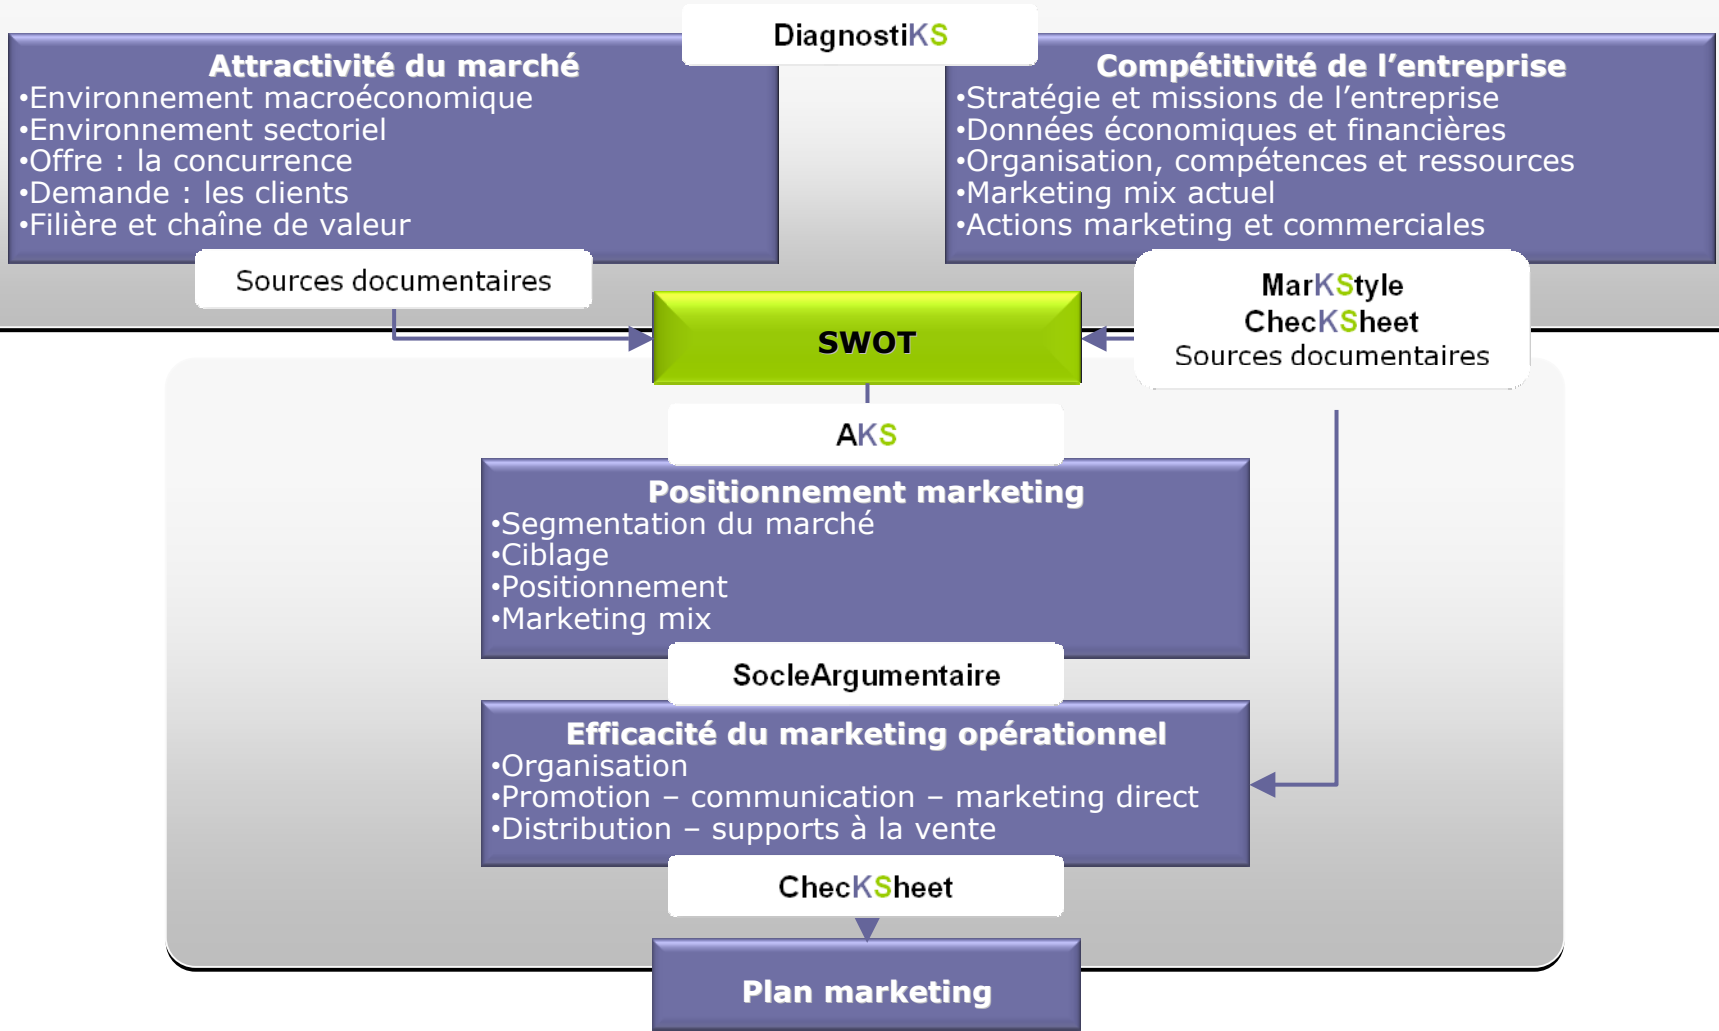 DiagnostiKS
Attractivité du marché
•Environnement macroéconomique
•Environnement sectoriel
•Offre : la concurrence
•Demande : les clients
•Filière et chaîne de valeur
Sources documentaires
Compétitivité de l’entreprise
•Stratégie et missions de l’entreprise
•Données économiques et financières
•Organisation, compétences et ressources
•Marketing mix actuel
•Actions marketing et commerciales
MarKStyle
ChecKSheet
Sources documentaires
SWOT
AKS
Positionnement marketing
•Segmentation du marché
•Ciblage
•Positionnement
•Marketing mix
SocleArgumentaire
Efficacité du marketing opérationnel
•Organisation
•Promotion – communication – marketing direct
•Distribution – supports à la vente
ChecKSheet
Plan marketing